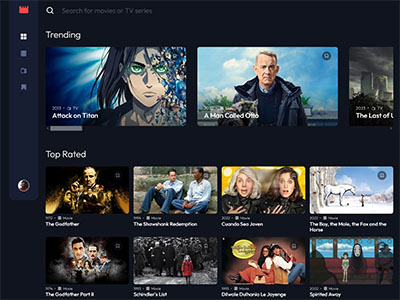 Search for movies or TV series
Trending
2013 • TV
Attack on Titan
2022 • Movie
A Man Called Otto
2023 • TV
The Last of U
Top Rated
1972 • Movie
The Godfather
1994 • Movie
The Shawshank Redemption
2022 • Movie
Cuando Sea Joven
2022 • Movie
The Boy, the Mole, the Fox and the
Horse
1974 • Movie
The Godfather Part II
1993 • Movie
Schindler's List
1995 • Movie
Dilwale Dulhania Le Jayenge
2001 • Movie
Spirited Away